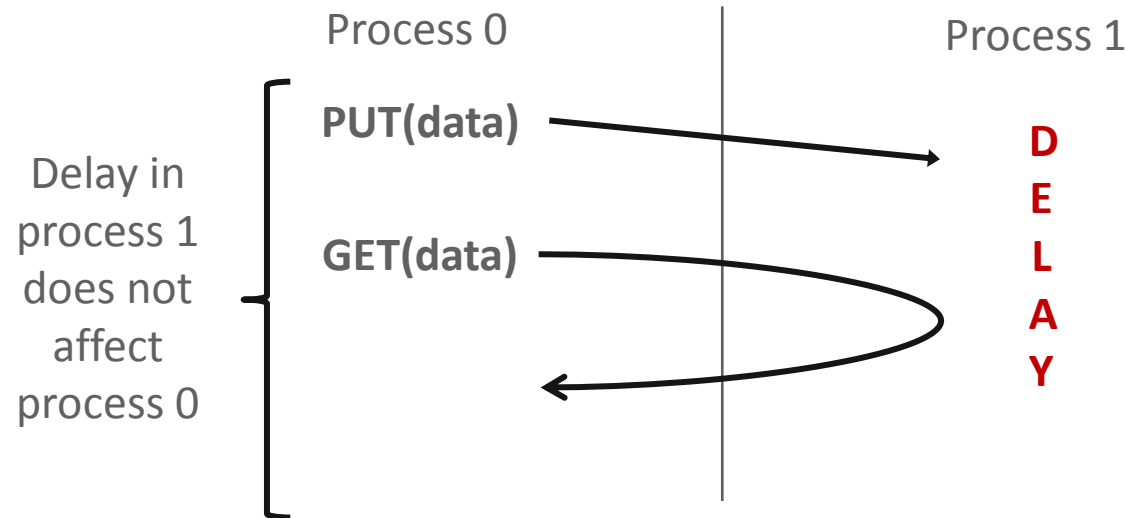 Process 0
Process 1
PUT(data)
GET(data)
Delay in
process 1
does not
affect
process 0
D
E
L
A
Y